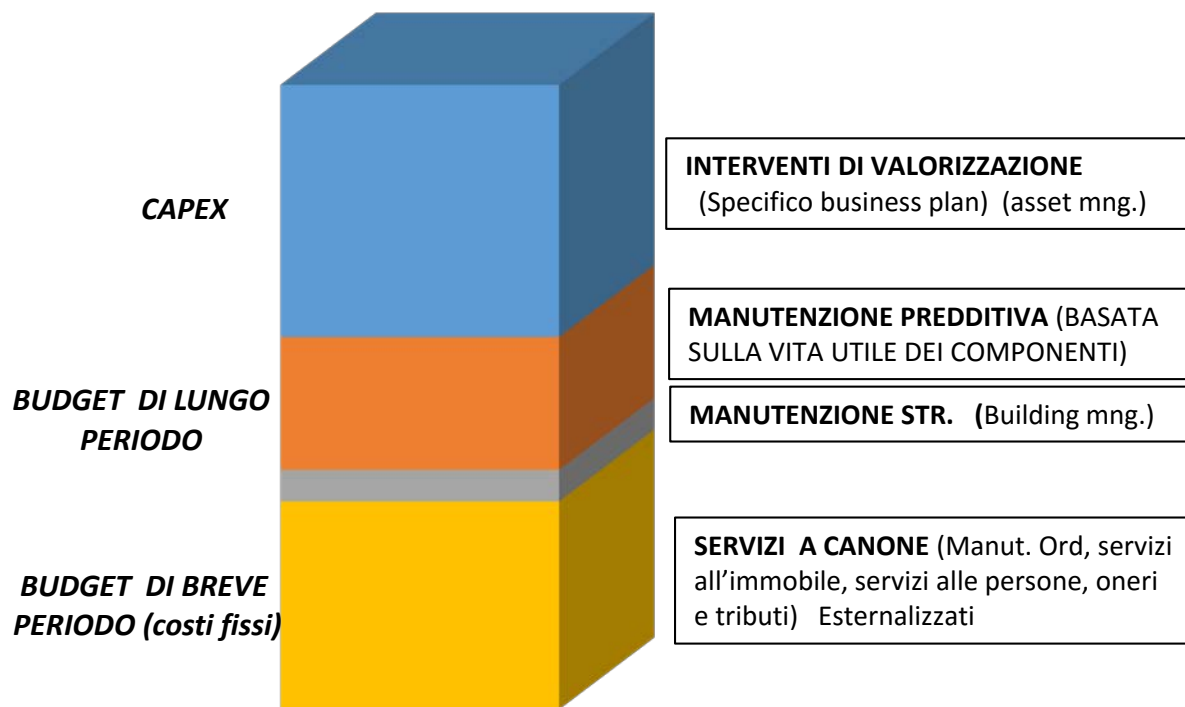 CAPEX
INTERVENTI DI VALORIZZAZIONE
(Specifico business plan) (asset mng.)
BUDGET DI LUNGO
PERIODO
MANUTENZIONE PREDDITIVA (BASATA
SULLA VITA UTILE DEI COMPONENTI)
MANUTENZIONE STR. (Building mng.)
BUDGET DI BREVE
PERIODO (costi fissi)
SERVIZI A CANONE (Manut. Ord, servizi
all’immobile, servizi alle persone, oneri
e tributi) Esternalizzati